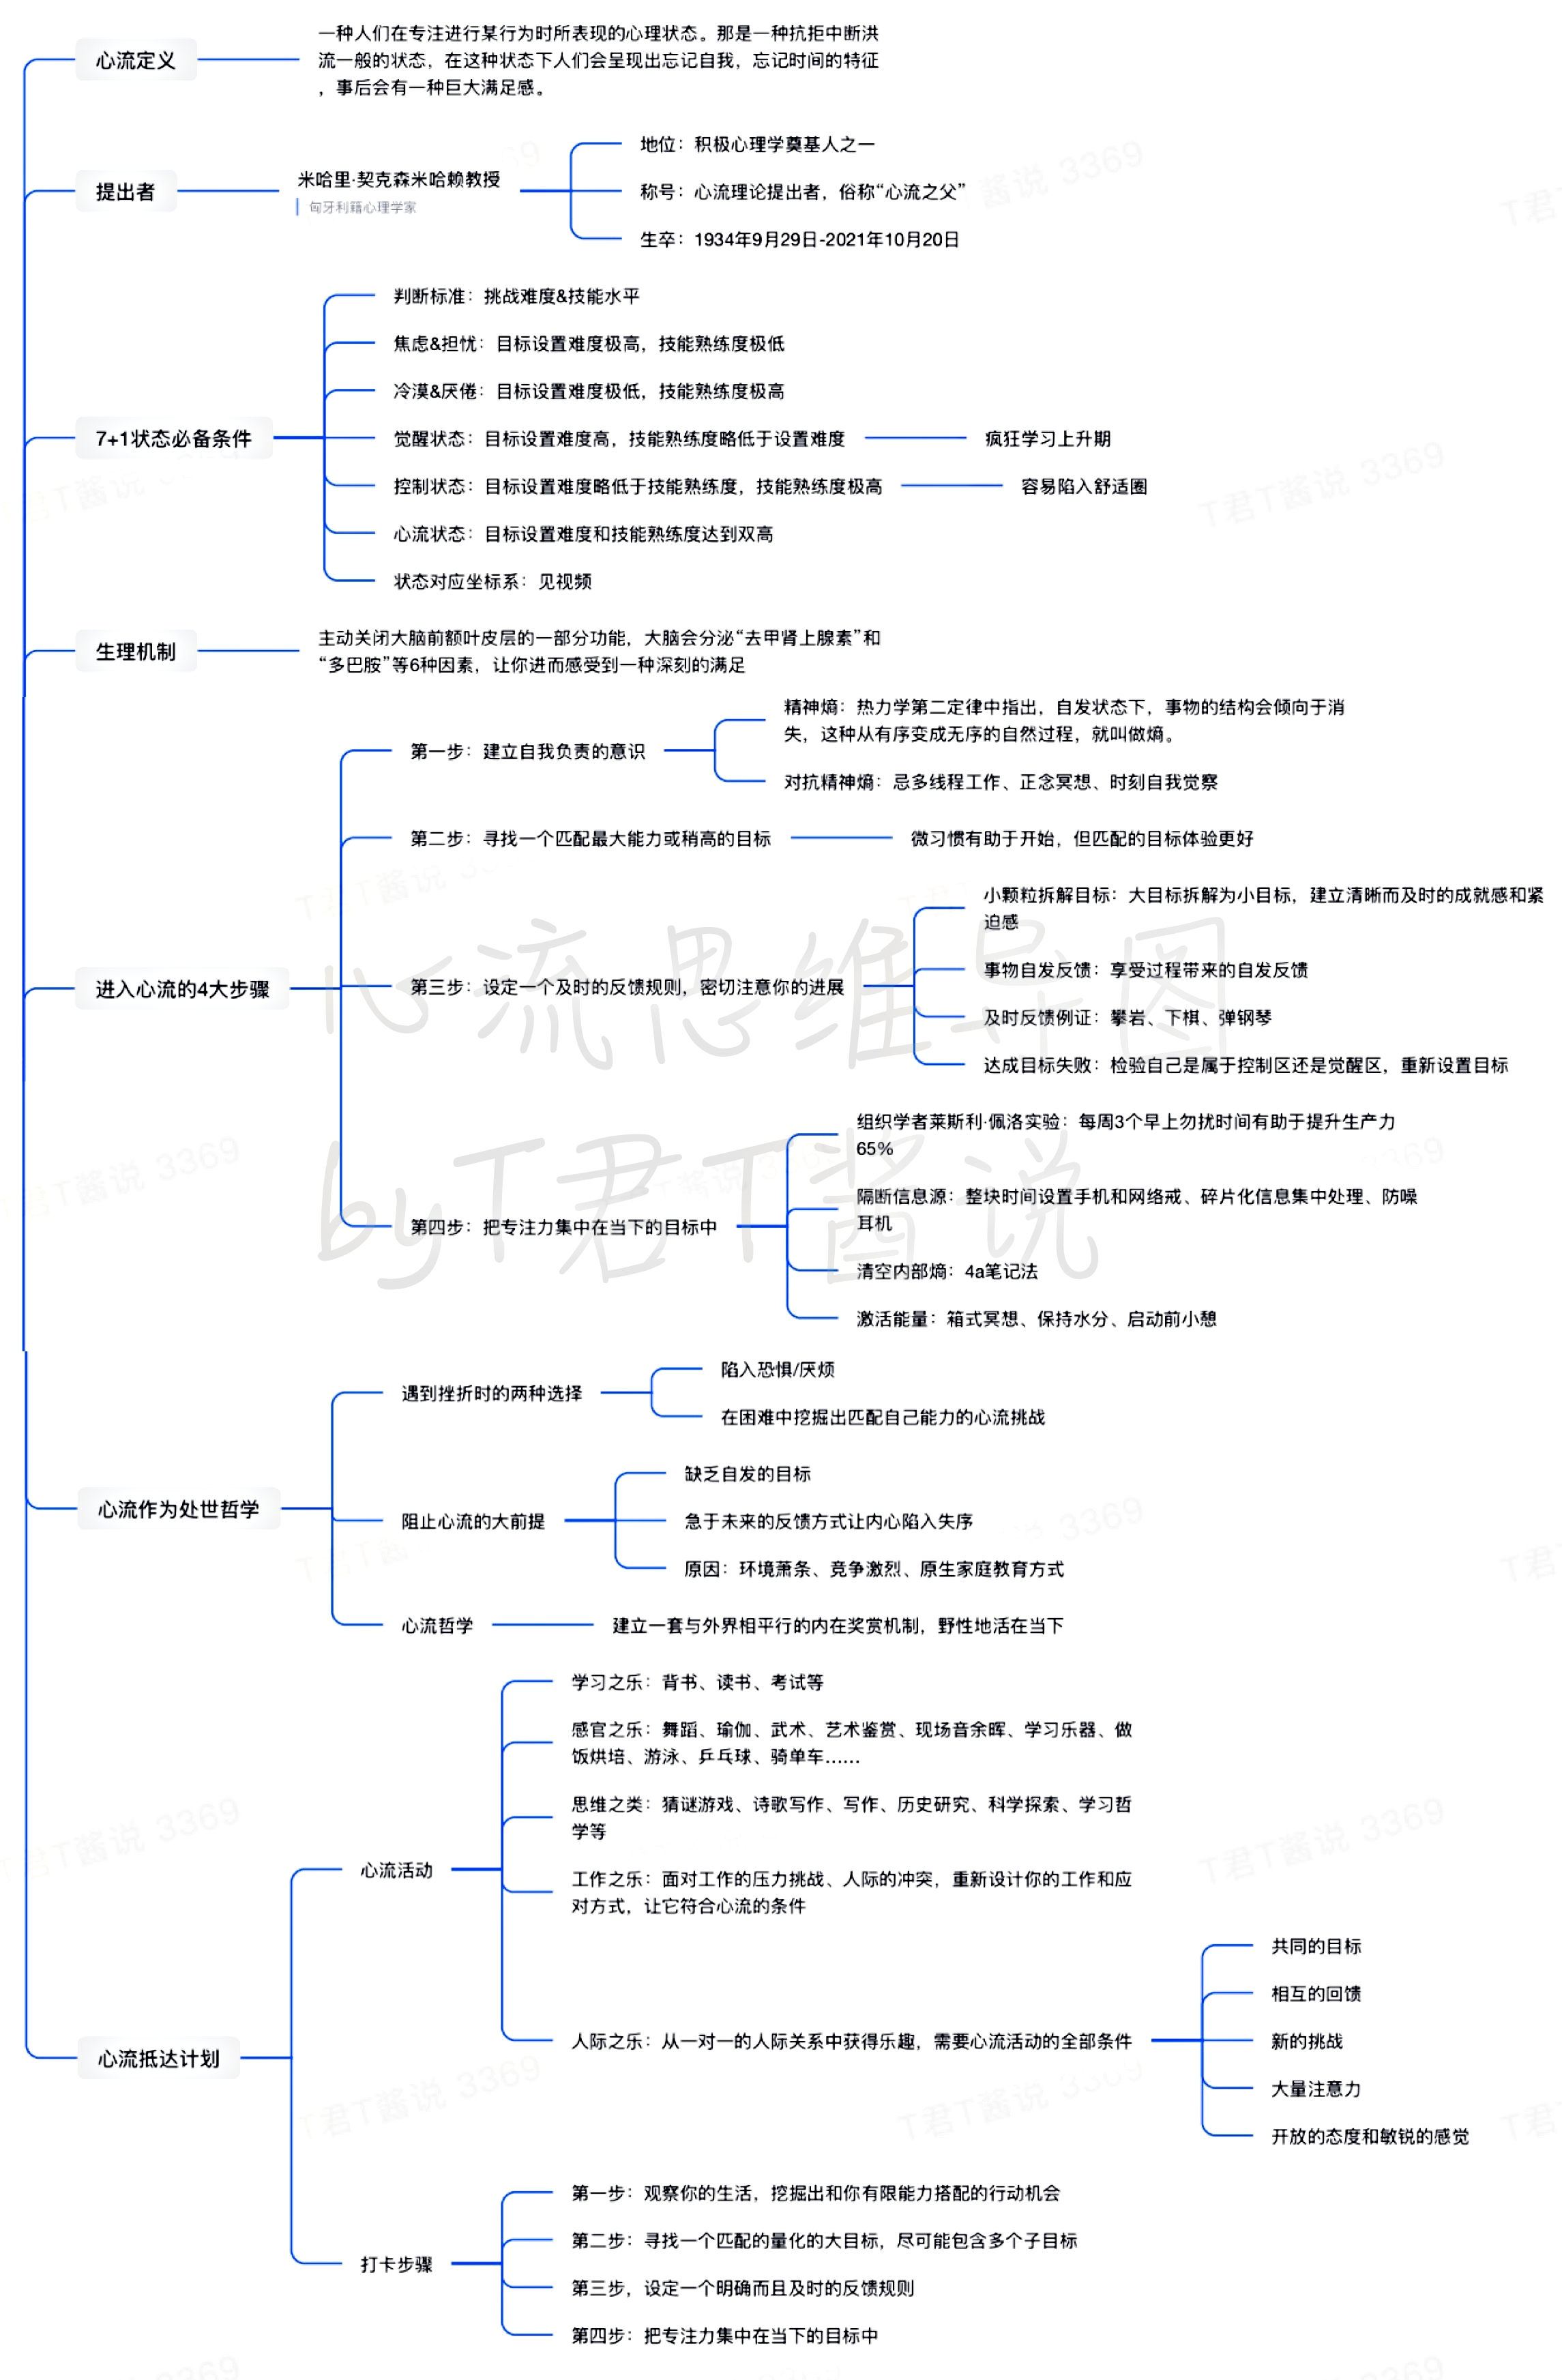 心流定义
一种人们在专注进行某行为时所表现的心理状态。那是一种抗拒中断洪
流一般的状态，在这种状态下人们会呈现出忘记自我，忘记时间的特征
，事后会有一种巨大满足感。
提出者
米哈里·契克森米哈赖教授
匈牙利籍心理学家
地位：积极心理学奠基人之一
称号：心流理论提出者，俗称“心流之父”
生卒：1934年9月29日-2021年10月20日
7+1状态必备条件
判断标准：挑战难度&技能水平
焦虑&担忧：目标设置难度极高，技能熟练度极低
冷漠&厌倦：目标设置难度极低，技能熟练度极高
觉醒状态：目标设置难度高，技能熟练度略低于设置难度
疯狂学习上升期
控制状态：目标设置难度略低于技能熟练度，技能熟练度极高
容易陷入舒适圈
心流状态：目标设置难度和技能熟练度达到双高
状态对应坐标系：见视频
生理机制
主动关闭大脑前额叶皮层的一部分功能，大脑会分泌“去甲肾上腺素”和
“多巴胺”等6种因素，让你进而感受到一种深刻的满足
进入心流的4大步骤
第一步：建立自我负责的意识
精神熵：热力学第二定律中指出，自发状态下，事物的结构会倾向于消
失，这种从有序变成无序的自然过程，就叫做熵。
对抗精神熵：忌多线程工作、正念冥想、时刻自我觉察
第二步：寻找一个匹配最大能力或稍高的目标
微习惯有助于开始，但匹配的目标体验更好
第三步：设定一个及时的反馈规则，密切注意你的进展
小颗粒拆解目标：大目标拆解为小目标，建立清晰而及时的成就感和紧
迫感
事物自发反馈：享受过程带来的自发反馈
及时反馈例证：攀岩、下棋、弹钢琴
达成目标失败：检验自己是属于控制区还是觉醒区，重新设置目标
第四步：把专注力集中在当下的目标中
组织学者莱斯利·佩洛实验：每周3个早上勿扰时间有助于提升生产力
65%
隔断信息源：整块时间设置手机和网络戒、碎片化信息集中处理、防噪
耳机
清空内部熵：4a笔记法
激活能量：箱式冥想、保持水分、启动前小憩
心流思维导图
byT君T酱说
心流作为处世哲学
遇到挫折时的两种选择
陷入恐惧/厌烦
在困难中挖掘出匹配自己能力的心流挑战
阻止心流的大前提
缺乏自发的目标
急于未来的反馈方式让内心陷入失序
原因：环境萧条、竞争激烈、原生家庭教育方式
心流哲学
建立一套与外界相平行的内在奖赏机制，野性地活在当下
心流抵达计划
心流活动
学习之乐：背书、读书、考试等
感官之乐：舞蹈、瑜伽、武术、艺术鉴赏、现场音余晖、学习乐器、做
饭烘培、游泳、乒乓球、骑单车……
思维之类：猜谜游戏、诗歌写作、写作、历史研究、科学探索、学习哲
学等
工作之乐：面对工作的压力挑战、人际的冲突，重新设计你的工作和应
对方式，让它符合心流的条件
人际之乐：从一对一的人际关系中获得乐趣，需要心流活动的全部条件
共同的目标
相互的回馈
新的挑战
大量注意力
开放的态度和敏锐的感觉
打卡步骤
第一步：观察你的生活，挖掘出和你有限能力搭配的行动机会
第二步：寻找一个匹配的量化的大目标，尽可能包含多个子目标
第三步，设定一个明确而且及时的反馈规则
第四步：把专注力集中在当下的目标中
T君T酱说 3369